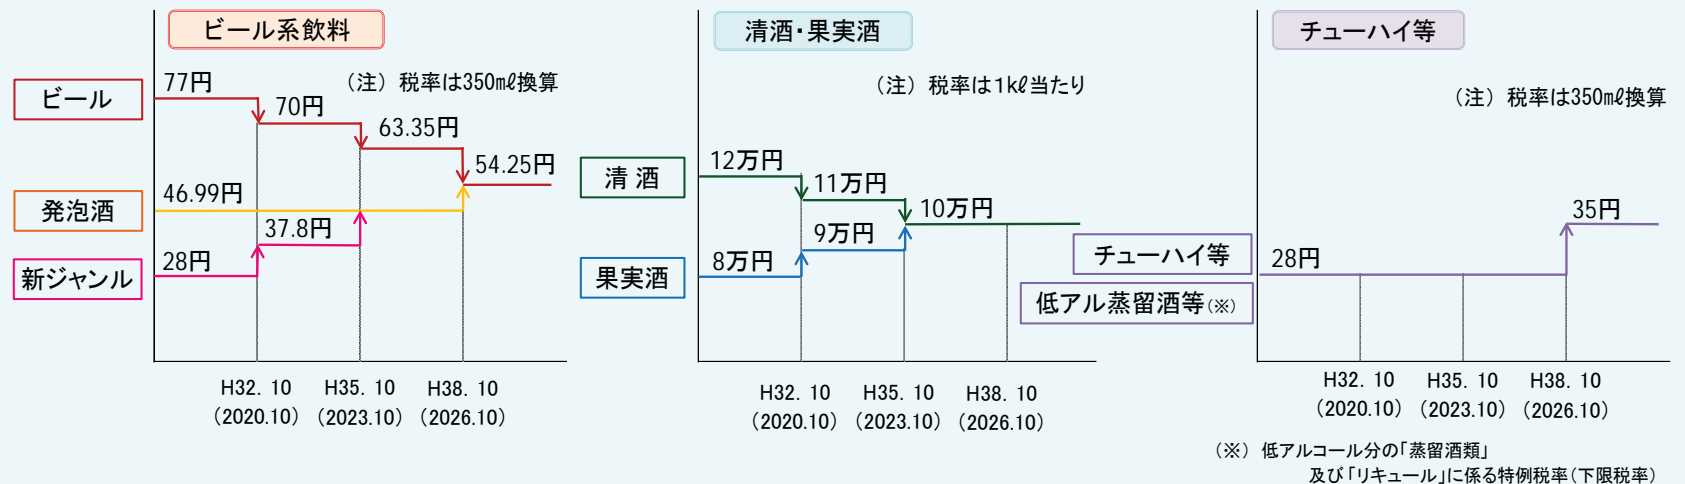 ビール系飲料
（注）税率は350㎖換算
ビール
77円
70円
63.35円
54.25円
発泡酒
46.99円
新ジャンル
28円
37.8円
H32. 10
（2020.10）
H35. 10
（2023.10）
H38. 10
（2026.10）
清酒・果実酒
（注）税率は1㎘当たり
清 酒
12万円
11万円
10万円
果実酒
8万円
9万円
H32. 10
（2020.10）
H35. 10
（2023.10）
H38. 10
（2026.10）
チューハイ等
（注）税率は350㎖換算
チューハイ等
低アル蒸留酒等（※）
28円
35円
H32. 10
（2020.10）
H35. 10
（2023.10）
H38. 10
（2026.10）
（※）低アルコール分の「蒸留酒類」
及び「リキュール」に係る特例税率（下限税率）